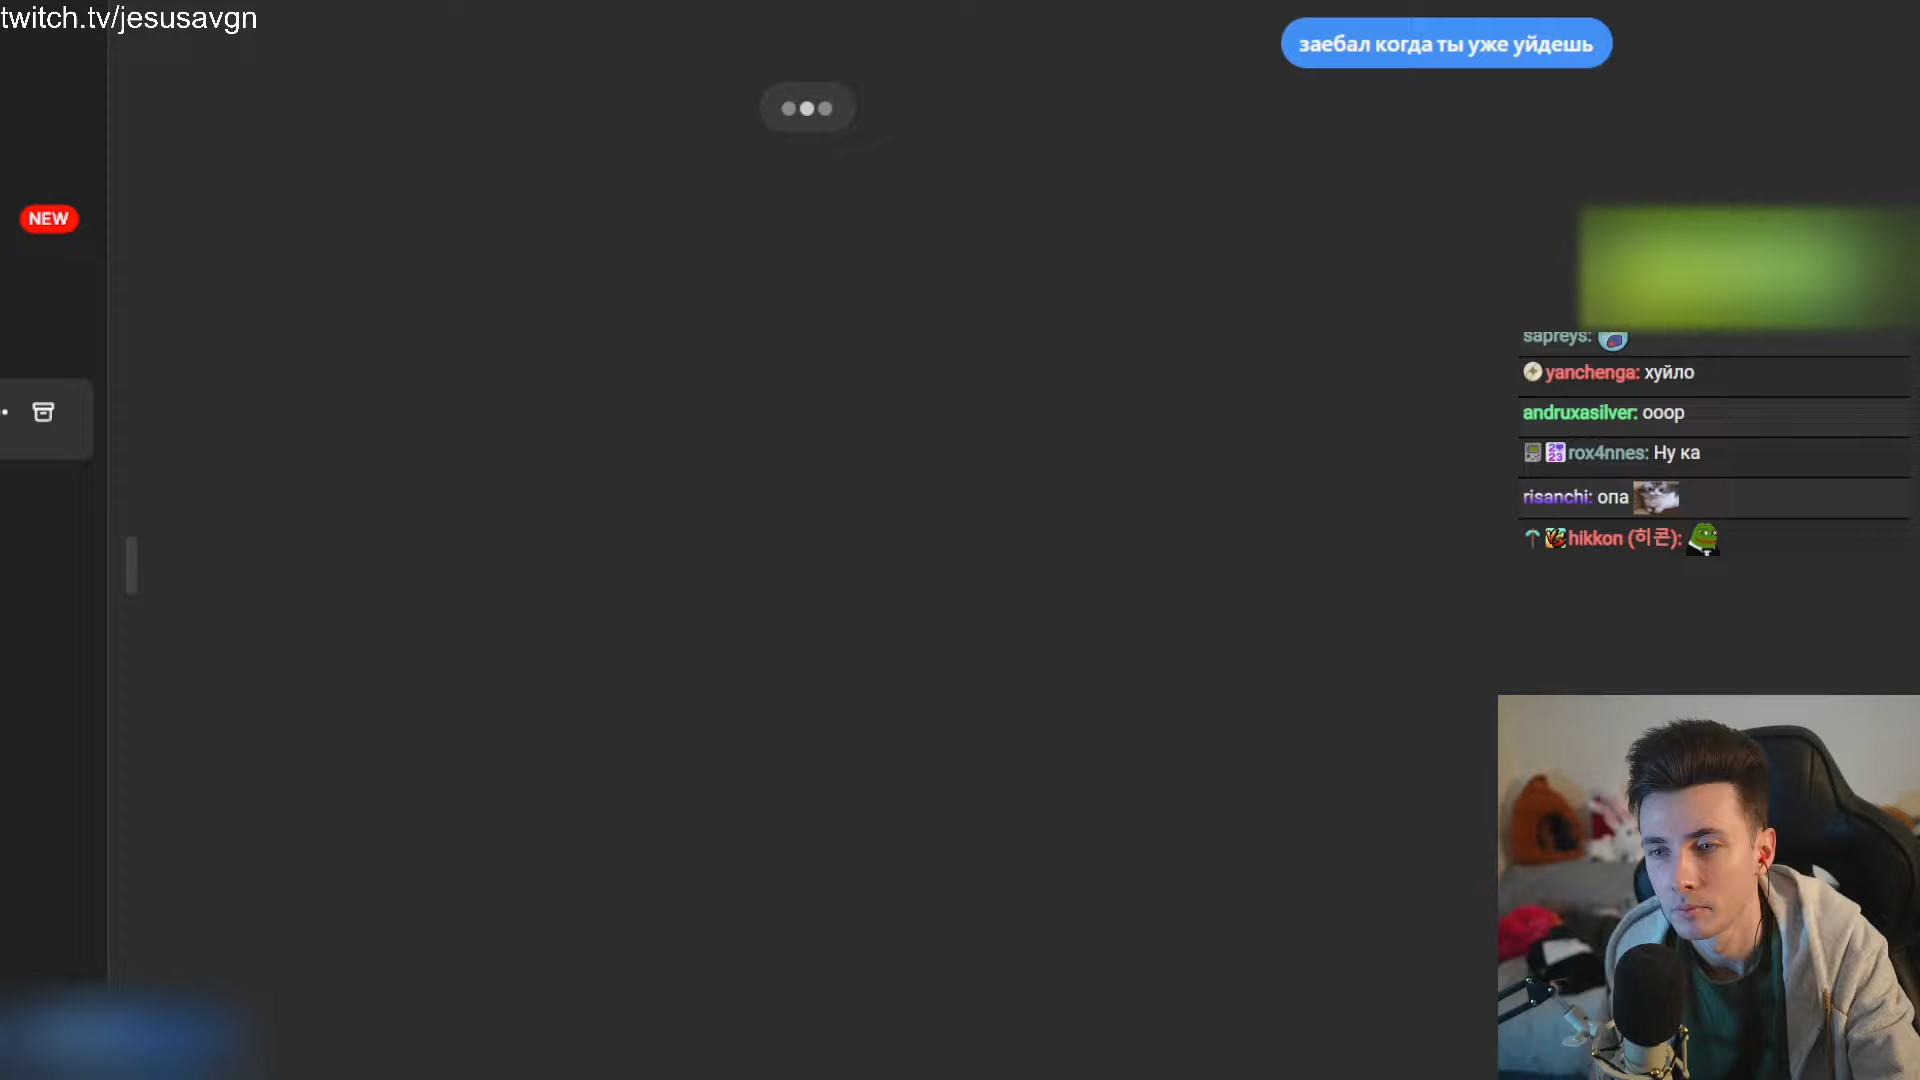 twitch.tv/jesusavgn
заебал когда ты уже уйдешь
NEW
sapreys:
yanchenga: хуйло
andruxasilver: ооор
rox4nnes: Ну ка
risanchi: опа
hikkon (히콘):